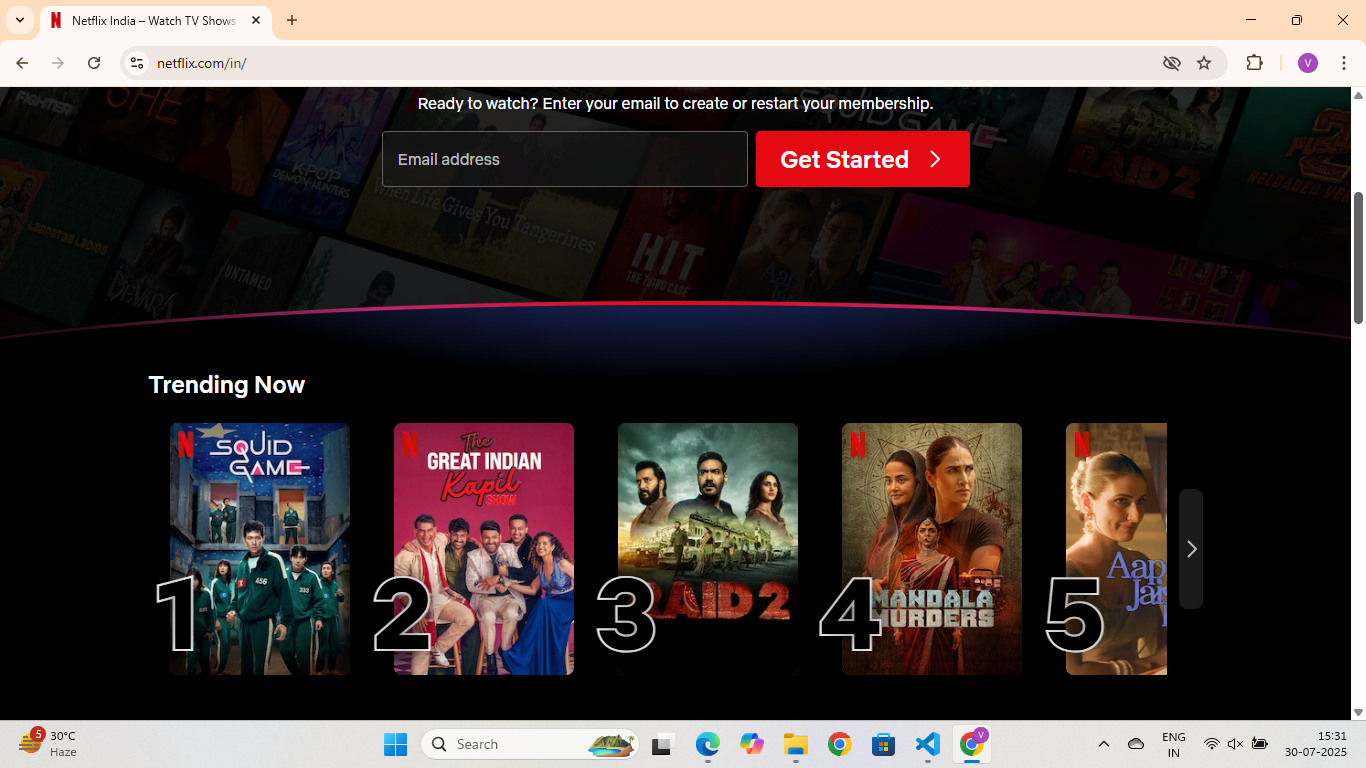 Netflix India – Watch TV Shows
netflix.com/in/
V
FIGHTER
SHE
KPOP
DEMON HUNTERS
SQUID GAME
RAID 2
RELOADED
LAAPATAA LADIES
DEVARA
UNTAMED
When Life Gives You Tangerines
HIT
THE THIRD CASE
Ready to watch? Enter your email to create or restart your membership.
Email address
Get Started
Trending Now
N
SQUID
GAME
456
333
1
N
The
GREAT INDIAN
Kapil
SHOW
2
RAID 2
3
N
MANDALA
MURDERS
4
N
Aap
Jai
5
5
30°C
Haze
Search
V
ENG
IN
15:31
30-07-2025